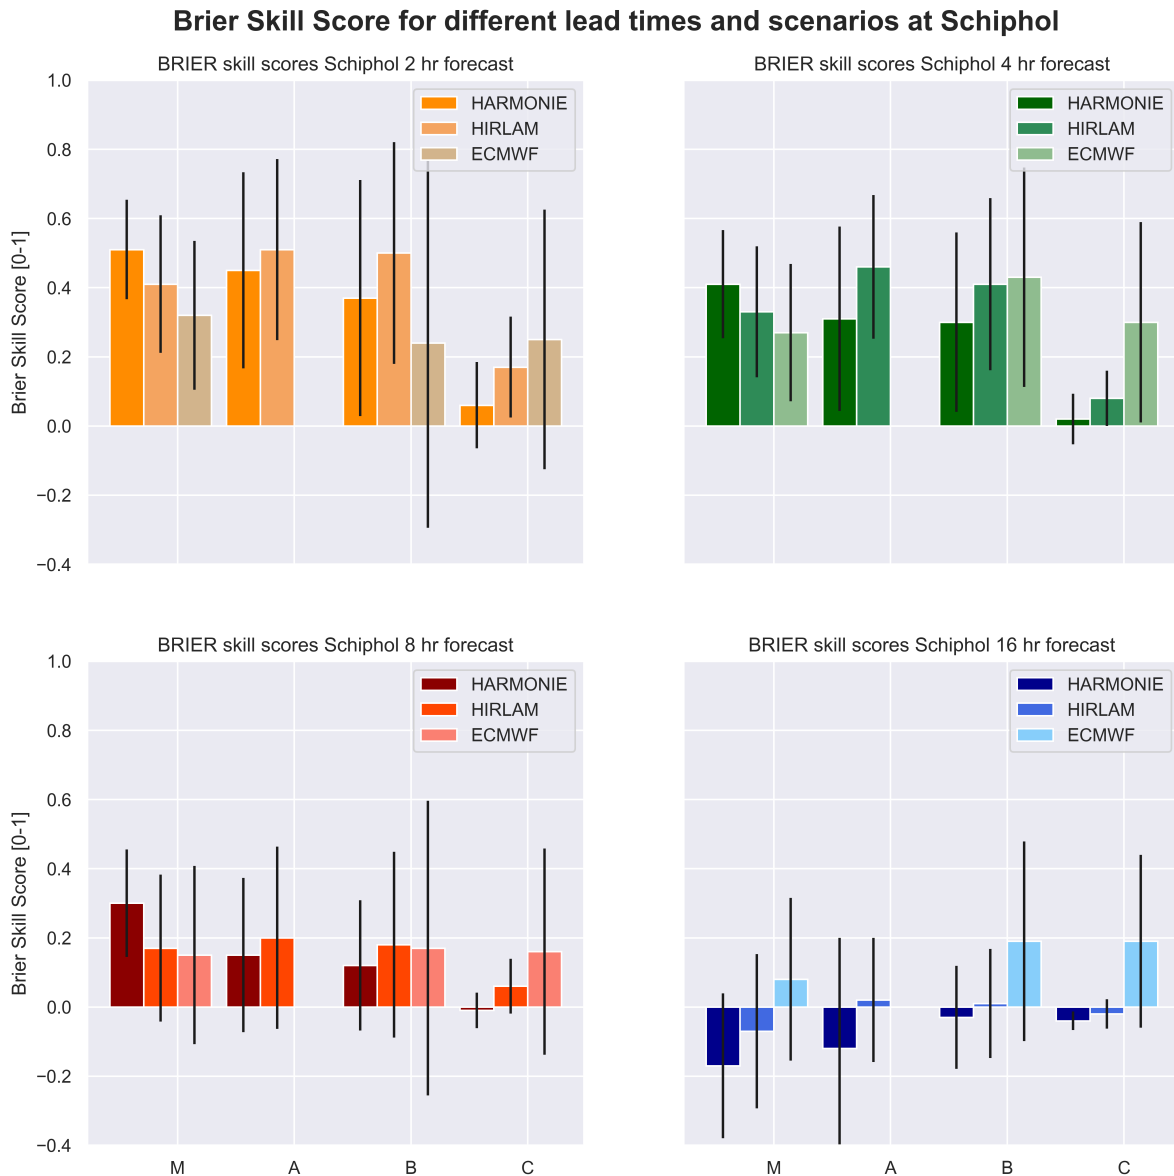 Brier Skill Score for different lead times and scenarios at Schiphol
BRIER skill scores Schiphol 2 hr forecast
1.0
0.8
0.6
0.4
0.2
0.0
−0.2
−0.4
Brier Skill Score [0-1]
HARMONIE
HIRLAM
ECMWF
BRIER skill scores Schiphol 4 hr forecast
HARMONIE
HIRLAM
ECMWF
BRIER skill scores Schiphol 8 hr forecast
1.0
0.8
0.6
0.4
0.2
0.0
−0.2
−0.4
Brier Skill Score [0-1]
HARMONIE
HIRLAM
ECMWF
M A B C
BRIER skill scores Schiphol 16 hr forecast
HARMONIE
HIRLAM
ECMWF
M A B C